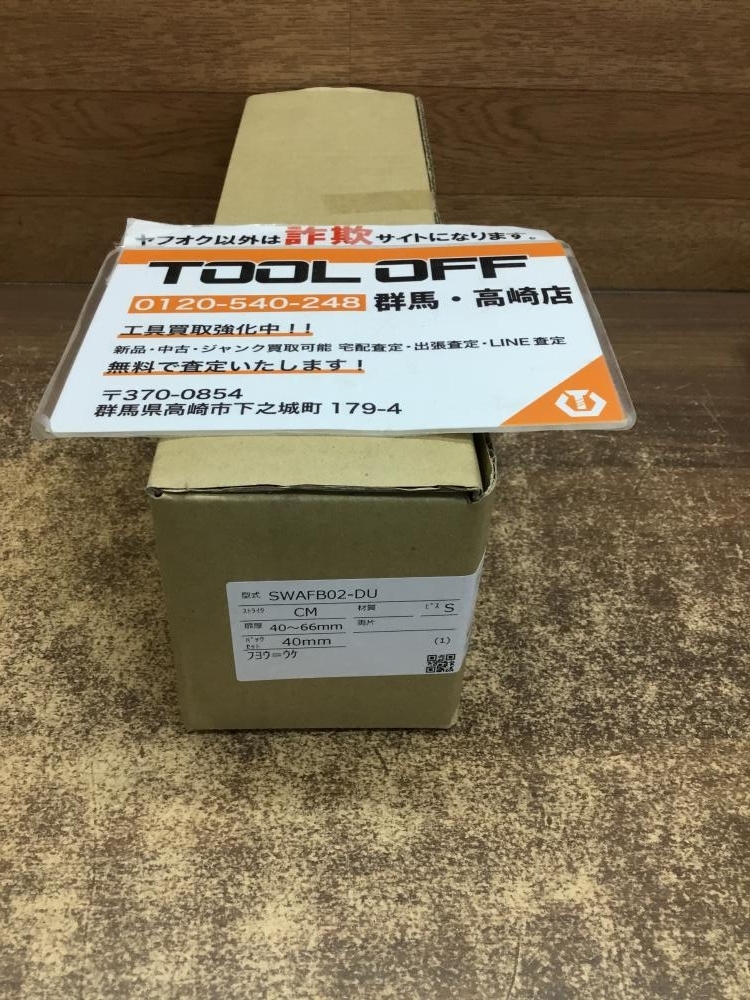 ヤフオク以外は詐欺サイトになります。
TOOL OFF
0120-540-248 群馬・高崎店
工具買取強化中！！
新品・中古・ジャンク買取可能 宅配査定・出張査定・LINE査定
無料で査定いたします！
〒370-0854
群馬県高崎市下之城町 179-4
型式 SWAFB02-DU
ｽﾄﾗｲｸ CM 材質 ﾋﾞｽ S
扉厚 40～66mm 両片
ﾊﾞｯｸｾｯﾄ 40mm (1)
ﾌﾖｳ=ｳｹ